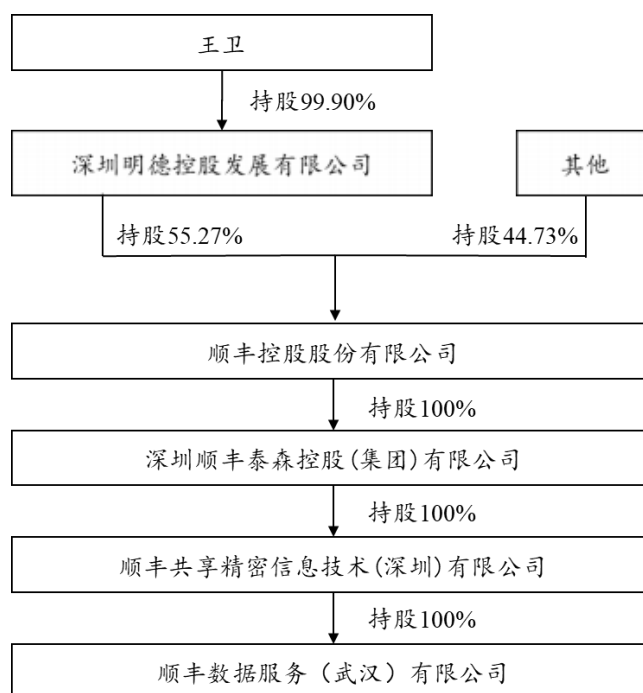 王卫
持股99.90%
深圳明德控股发展有限公司
其他
持股55.27%
持股44.73%
顺丰控股股份有限公司
持股100%
深圳顺丰泰森控股(集团)有限公司
持股100%
顺丰共享精密信息技术(深圳)有限公司
持股100%
顺丰数据服务（武汉）有限公司